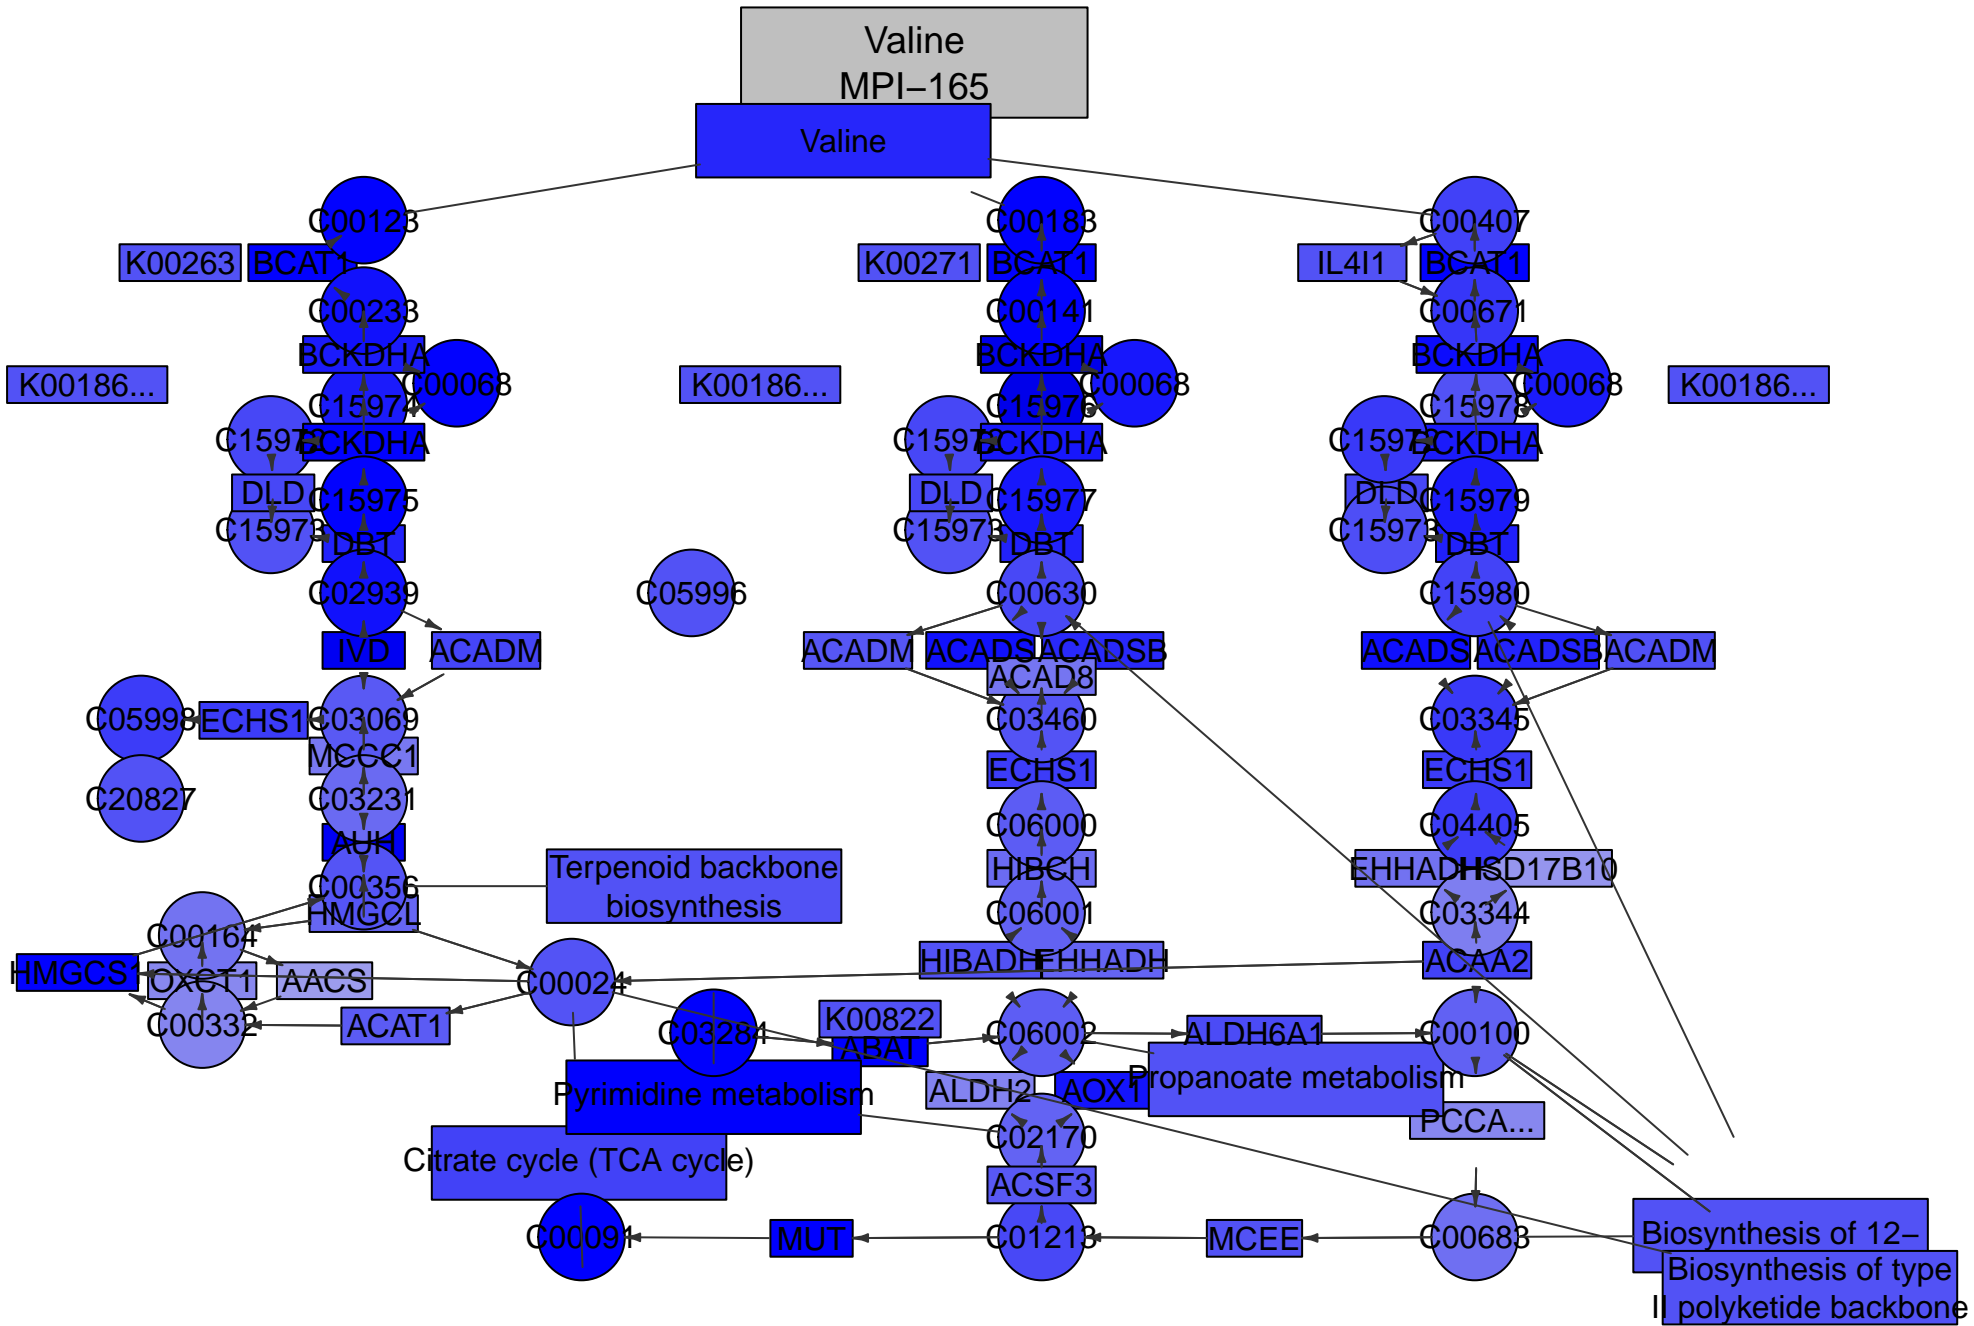 Valine
MPI–165
Valine
C00123
C00183
C00407
K00263
BCAT1
K00271
BCAT1
IL4I1
BCAT1
C00233
C00141
C00671
BCKDHA
BCKDHA
BCKDHA
K00186...
C00068
K00186...
C00068
C00068
K00186...
C15974
C15976
C15978
C15972
BCKDHA
C15972
BCKDHA
C15972
BCKDHA
DLD
C15975
DLD
C15977
DLD
C15979
C15973
DBT
C15973
DBT
C15973
DBT
C02939
C05996
C00630
C15980
IVD
ACADM
ACADM
ACADS
ACADSB
ACADS
ACADSB
ACADM
ACAD8
C05998
ECHS1
C03069
C03460
C03345
MCCC1
ECHS1
ECHS1
C20827
C03231
C06000
C04405
AUH
Terpenoid backbone
biosynthesis
HIBCH
EHHADH
HSD17B10
C00356
HMGCL
C06001
C03344
C00164
HIBADH
EHHADH
ACAA2
HMGCS1
OXCT1
AACS
C00024
C00332
ACAT1
C03284
K00822
ABAT
C06002
ALDH6A1
C00100
Pyrimidine metabolism
ALDH2
AOX1
Propanoate metabolism
PCCA...
C02170
Citrate cycle (TCA cycle)
ACSF3
C00091
MUT
C01213
MCEE
C00683
Biosynthesis of 12–
Biosynthesis of type
II polyketide backbone